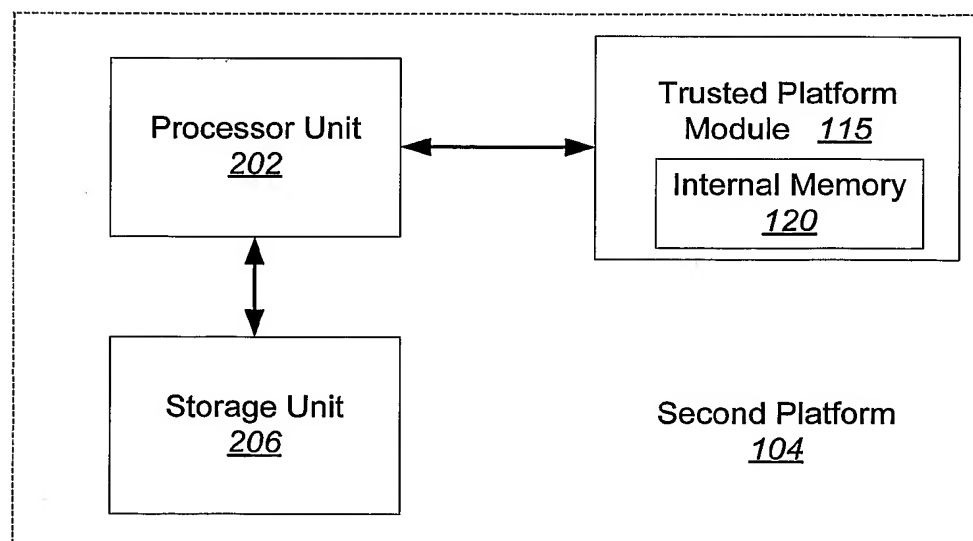 Processor Unit
202
Trusted Platform
Module 115
Internal Memory
120
Storage Unit
206
Second Platform
104